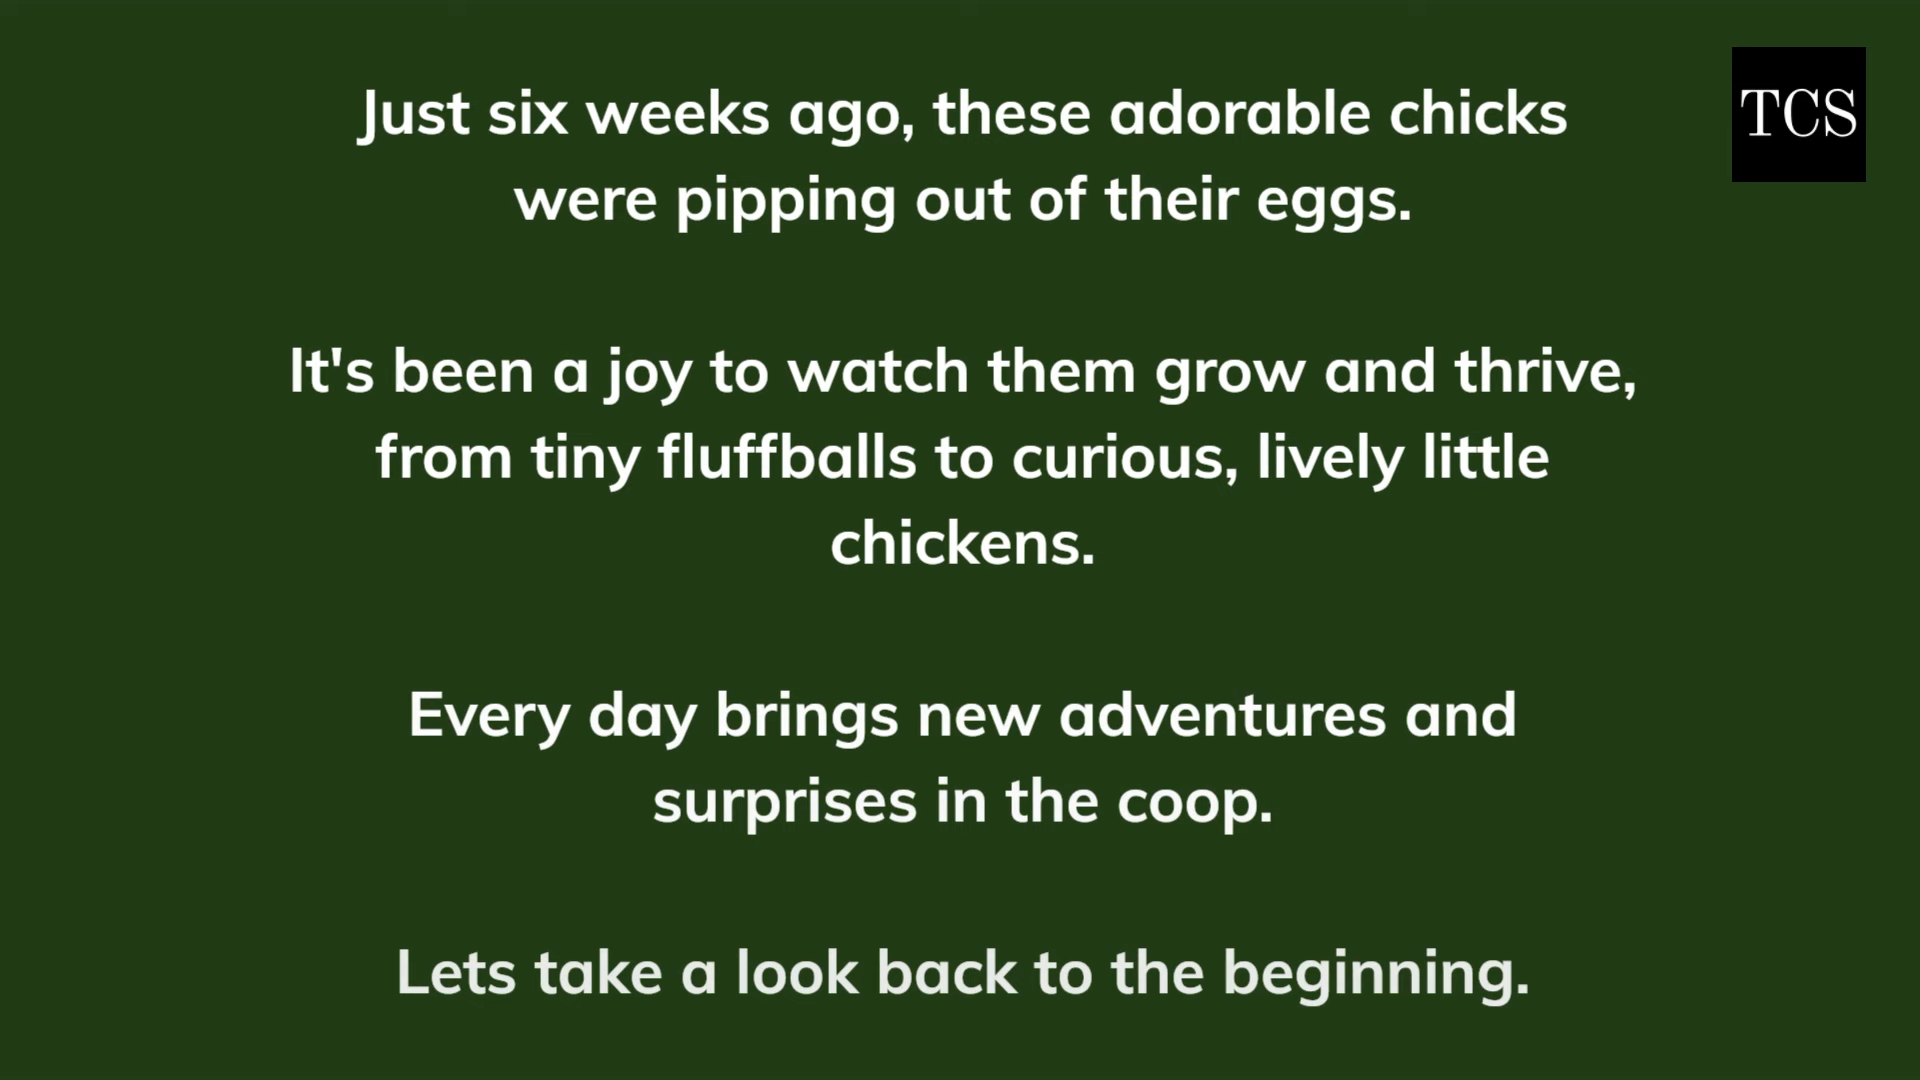 Just six weeks ago, these adorable chicks
were pipping out of their eggs.
It's been a joy to watch them grow and thrive,
from tiny fluffballs to curious, lively little
chickens.
Every day brings new adventures and
surprises in the coop.
Lets take a look back to the beginning.
TCS